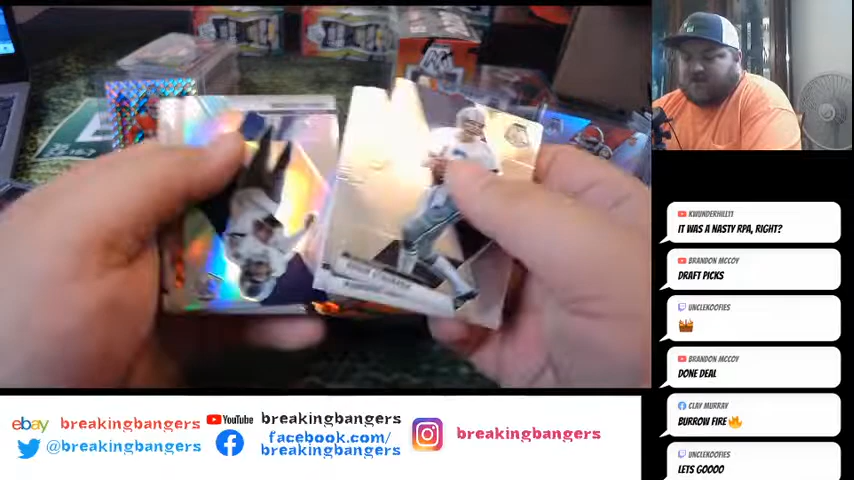 KWUNDERHILL11
IT WAS A NASTY RPA, RIGHT?
BRANDON MCCOY
DRAFT PICKS
UNCLEKOOFIES
BRANDON MCCOY
DONE DEAL
CLAY MURRAY
BURROW FIRE🔥
UNCLEKOOFIES
LETS GOOOO
ebay breakingbangers
YouTube breakingbangers
@breakingbangers
facebook.com/
breakingbangers
breakingbangers